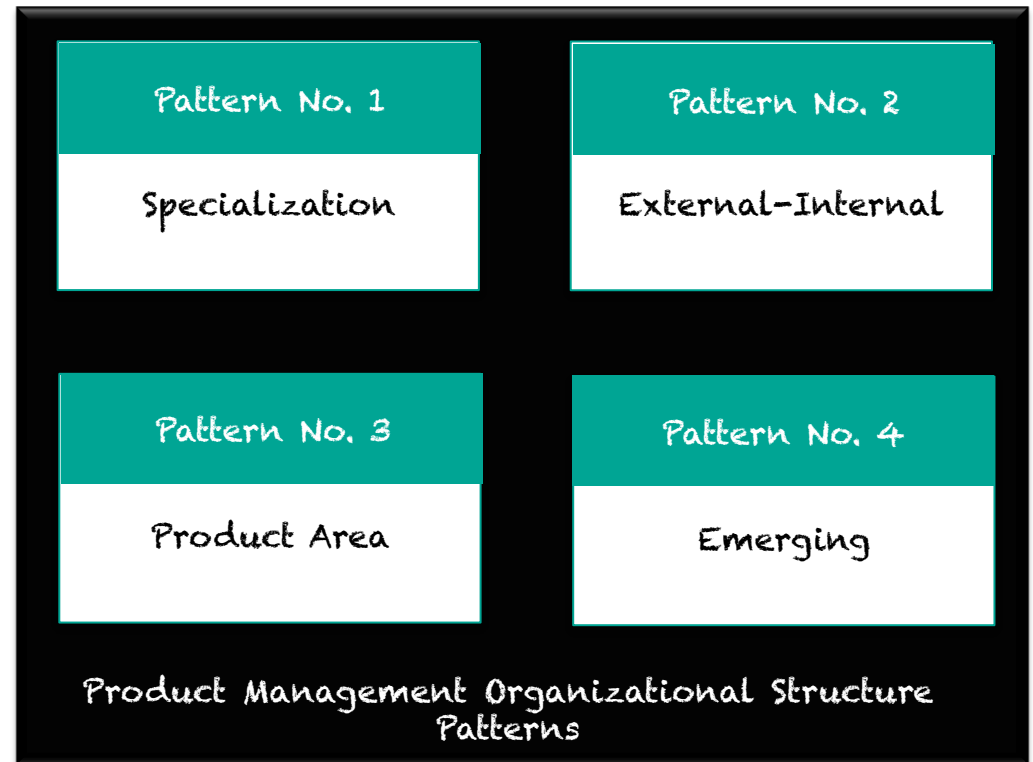 Pattern No. 1
Specialization
Pattern No. 2
External-Internal
Pattern No. 3
Product Area
Pattern No. 4
Emerging
Product Management Organizational Structure
Patterns